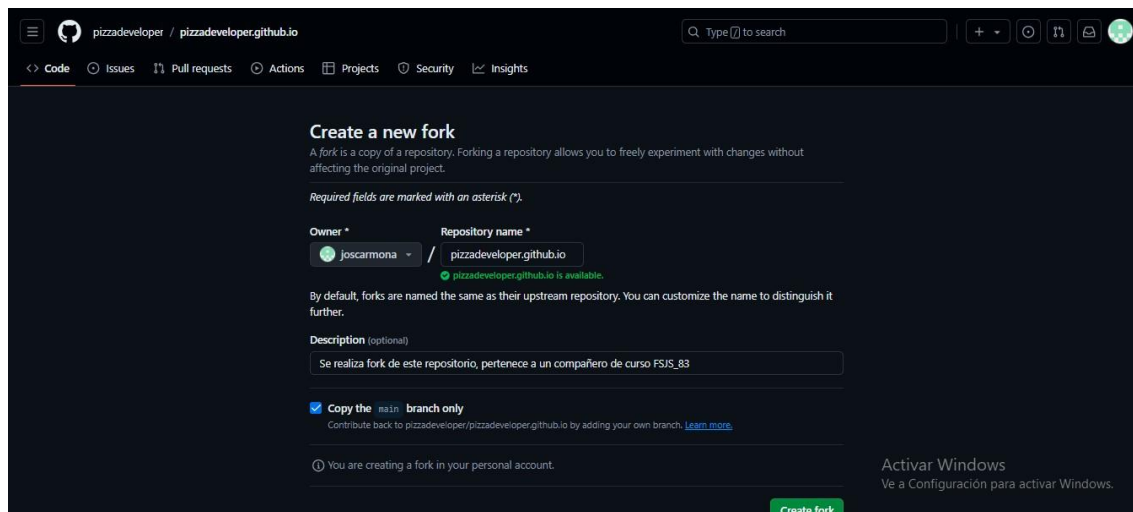 pizzadeveloper / pizzadeveloper.github.io
Type / to search
<> Code Issues Pull requests Actions Projects Security Insights
Create a new fork
A fork is a copy of a repository. Forking a repository allows you to freely experiment with changes without
affecting the original project.
Required fields are marked with an asterisk (*).
Owner * Repository name *
joscarmona / pizzadeveloper.github.io
pizzadeveloper.github.io is available.
By default, forks are named the same as their upstream repository. You can customize the name to distinguish it
further.
Description (optional)
Se realiza fork de este repositorio, pertenece a un compañero de curso FSJS_83
Copy the main branch only
Contribute back to pizzadeveloper/pizzadeveloper.github.io by adding your own branch. Learn more.
You are creating a fork in your personal account.
Activar Windows
Ve a Configuración para activar Windows.
Create fork